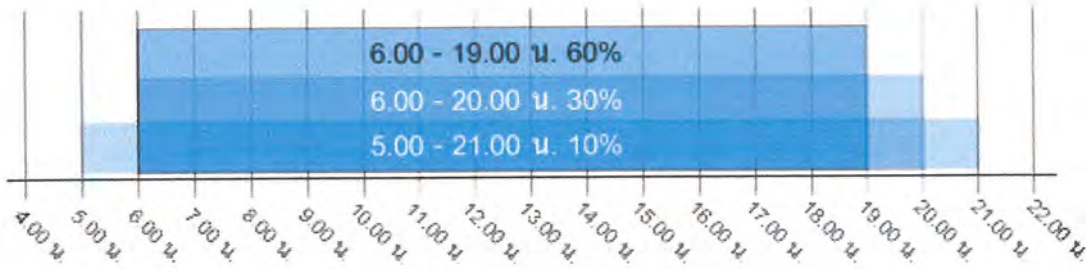 6.00 - 19.00 น. 60%
6.00 - 20.00 น. 30%
5.00 - 21.00 น. 10%
4.00 น.
5.00 น.
6.00 น.
7.00 น.
8.00 น.
9.00 น.
10.00 น.
11.00 น.
12.00 น.
13.00 น.
14.00 น.
15.00 น.
16.00 น.
17.00 น.
18.00 น.
19.00 น.
20.00 น.
21.00 น.
22.00 น.